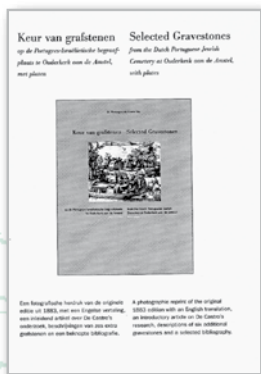 Keur van grafstenen
op de Portugees-Israëlietische begraaf-
plaats te Ouderkerk aan de Amstel,
met platen
Selected Gravestones
from the Dutch Portuguese Jewish
Cemetery at Ouderkerk aan de Amstel,
with plates
Keur van grafstenen Selected Gravestones
Een fotografische herdruk van de originele
editie uit 1883, met een Engelse vertaling,
een inleidend artikel over De Castro's
onderzoek, beschrijvingen van zes extra
grafstenen en een beknopte bibliografie.
A photographic reprint of the original
1883 edition with an English translation,
an introductory article on De Castro's
research, descriptions of six additional
gravestones and a selected bibliography.